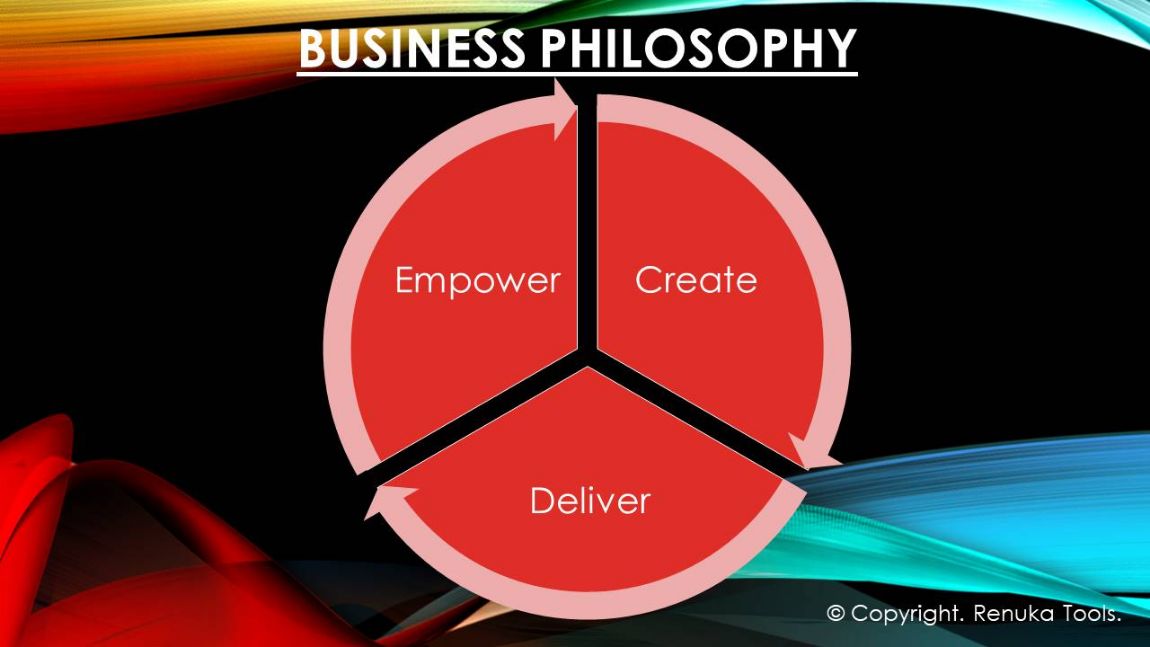 BUSINESS PHILOSOPHY
Empower
Create
Deliver
© Copyright. Renuka Tools.